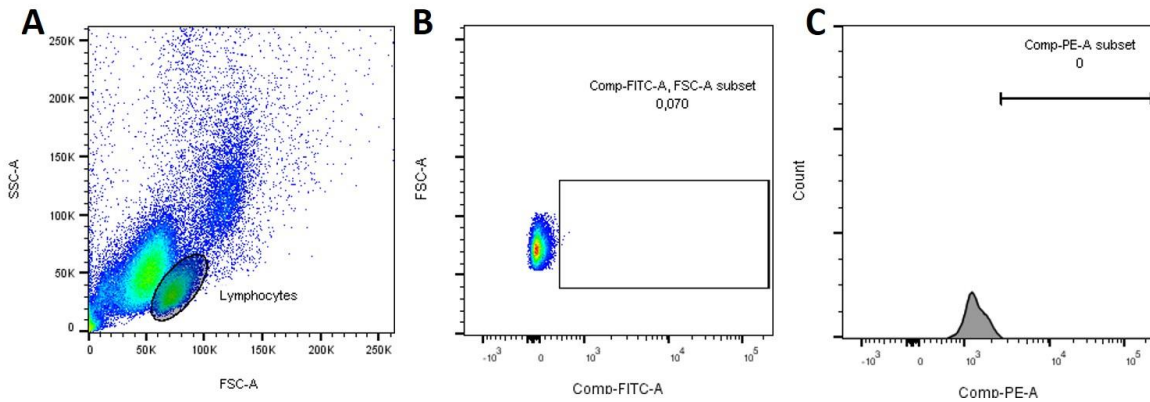 A
250K
200K
150K
100K
50K
0
SSC-A
Lymphocytes
0 50K 100K 150K 200K 250K
FSC-A
B
FSC-A
Comp-FITC-A, FSC-A subset
0,070
-10³ 0 10³ 10⁴ 10⁵
Comp-FITC-A
C
Count
Comp-PE-A subset
0
-10³ 0 10³ 10⁴ 10⁵
Comp-PE-A